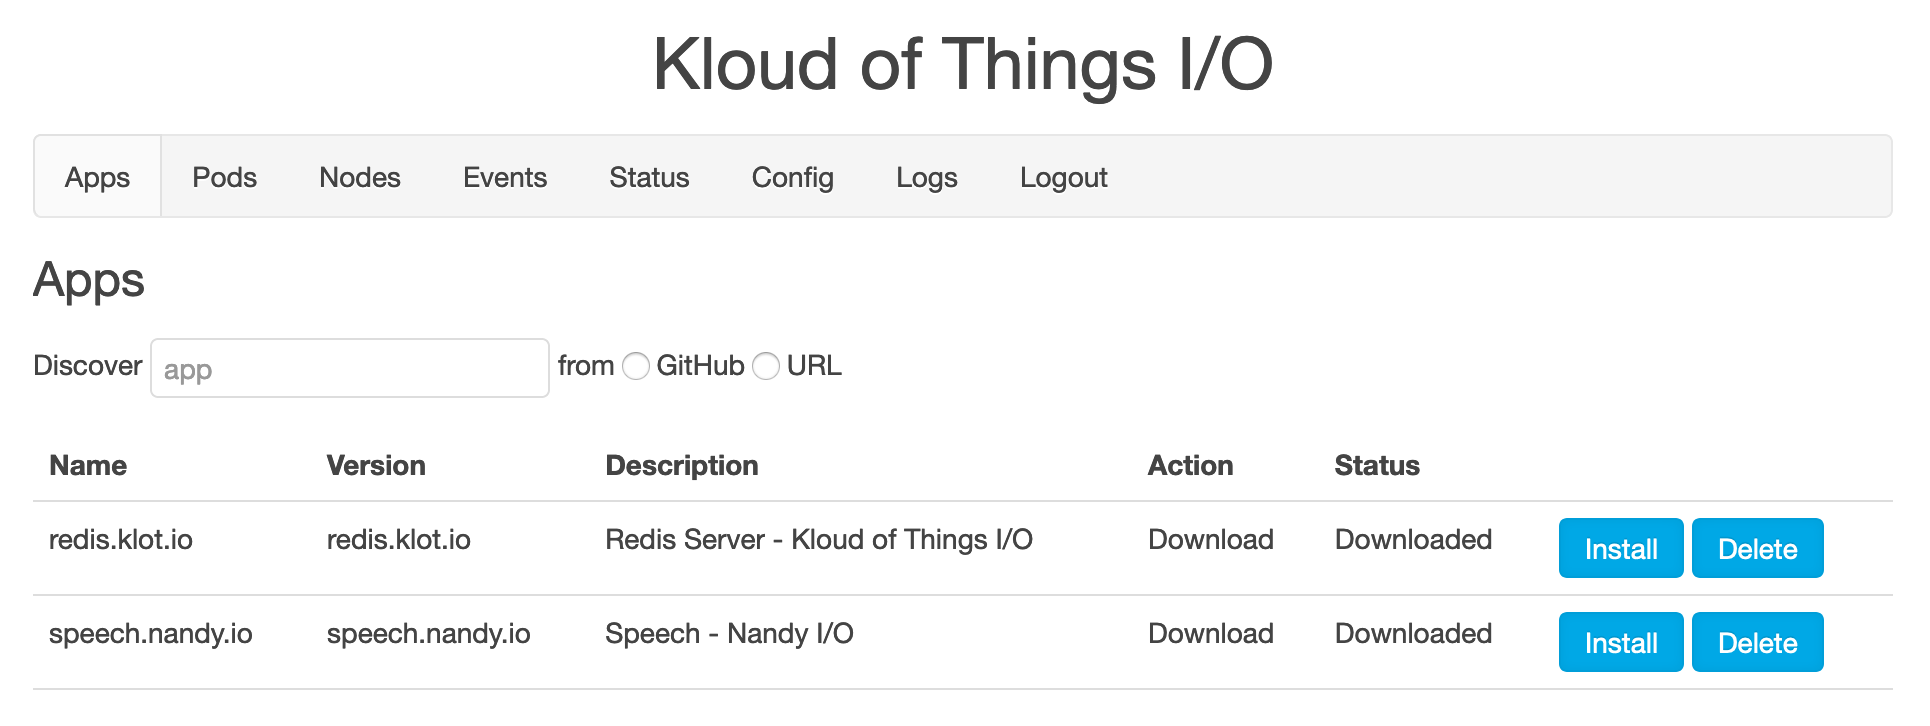 Kloud of Things I/O
Apps Pods Nodes Events Status Config Logs Logout
Apps
Discover app from GitHub URL
Name Version Description Action Status
redis.klot.io redis.klot.io Redis Server - Kloud of Things I/O Download Downloaded Install Delete
speech.nandy.io speech.nandy.io Speech - Nandy I/O Download Downloaded Install Delete